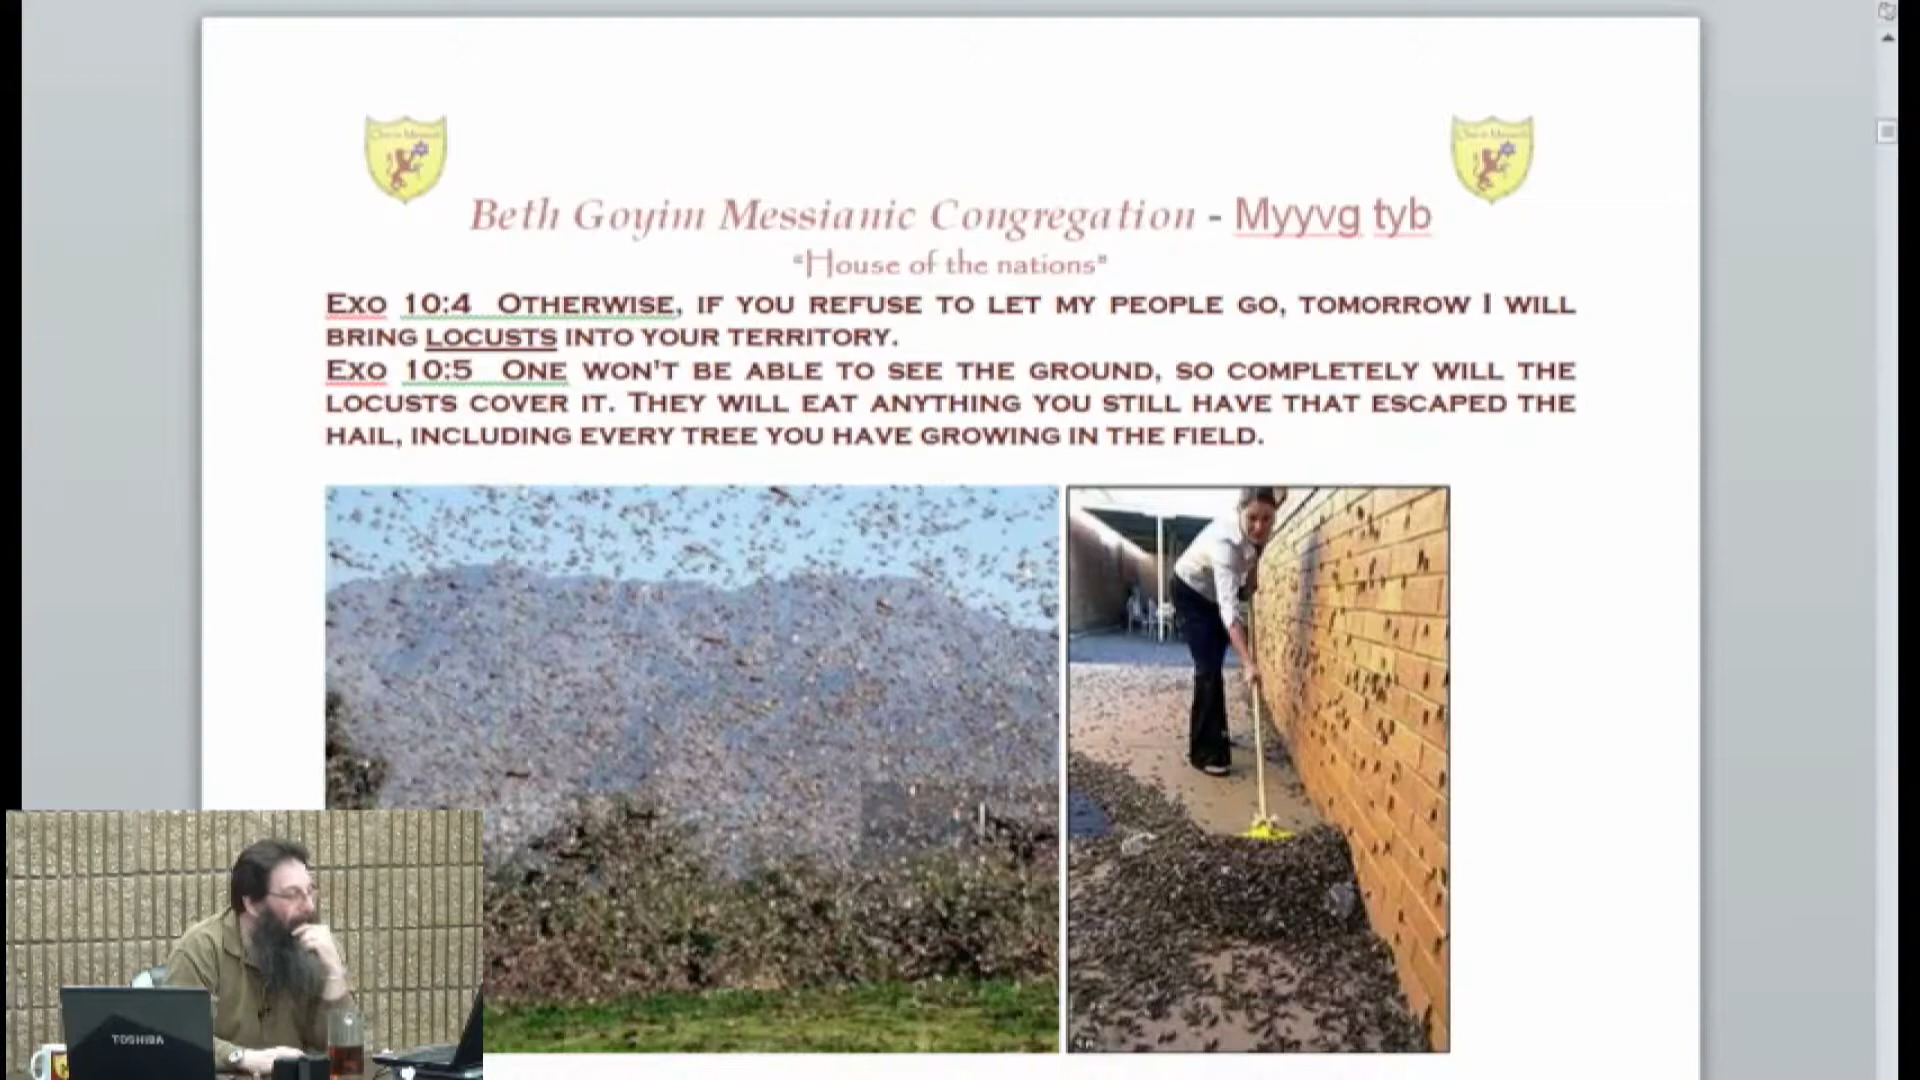 Beth Goyim Messianic Congregation - Myyvg tyb
"House of the nations"
EXO 10:4 OTHERWISE, IF YOU REFUSE TO LET MY PEOPLE GO, TOMORROW I WILL
BRING LOCUSTS INTO YOUR TERRITORY.
EXO 10:5 ONE WON'T BE ABLE TO SEE THE GROUND, SO COMPLETELY WILL THE
LOCUSTS COVER IT. THEY WILL EAT ANYTHING YOU STILL HAVE THAT ESCAPED THE
HAIL, INCLUDING EVERY TREE YOU HAVE GROWING IN THE FIELD.
TOSHIBA